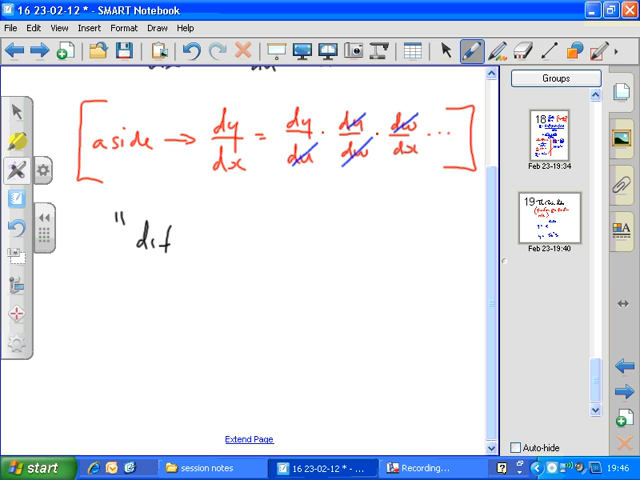 16 23-02-12 * - SMART Notebook
File Edit View Insert Format Draw Help
Groups
[ aside → dy/dx = dy/du · du/dw · dw/dx ... ]
" dif
18
Feb 23-19:34
19
Feb 23-19:40
Extend Page
Auto-hide
start
session notes
16 23-02-12 * - S...
Recording...
19:46